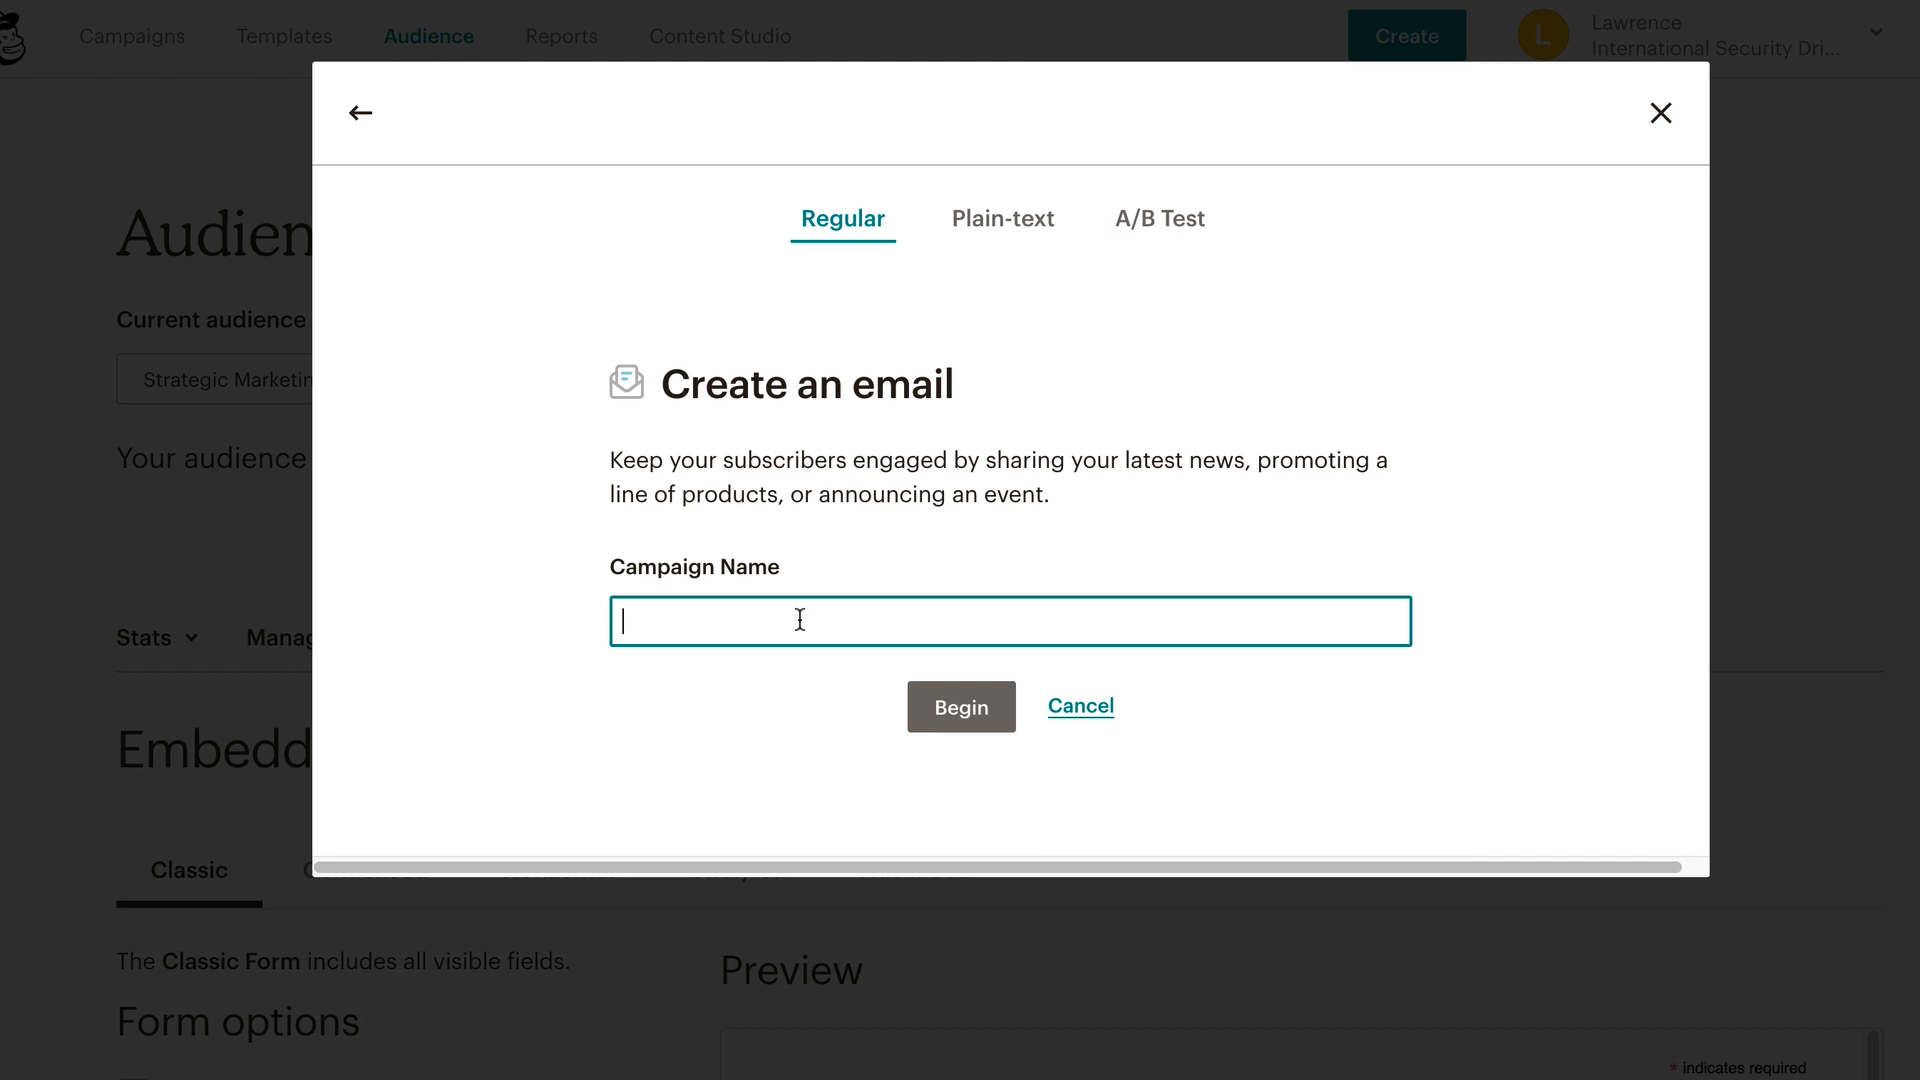 Campaigns Templates Audience Reports Content Studio Create L Lawrence
International Security Dri...
Regular Plain-text A/B Test
Audien
Current audience
Strategic Marketin
Your audience
Create an email
Keep your subscribers engaged by sharing your latest news, promoting a
line of products, or announcing an event.
Campaign Name
Begin Cancel
Stats Manag
Embedd
Classic
The Classic Form includes all visible fields.
Form options
Preview
* indicates required